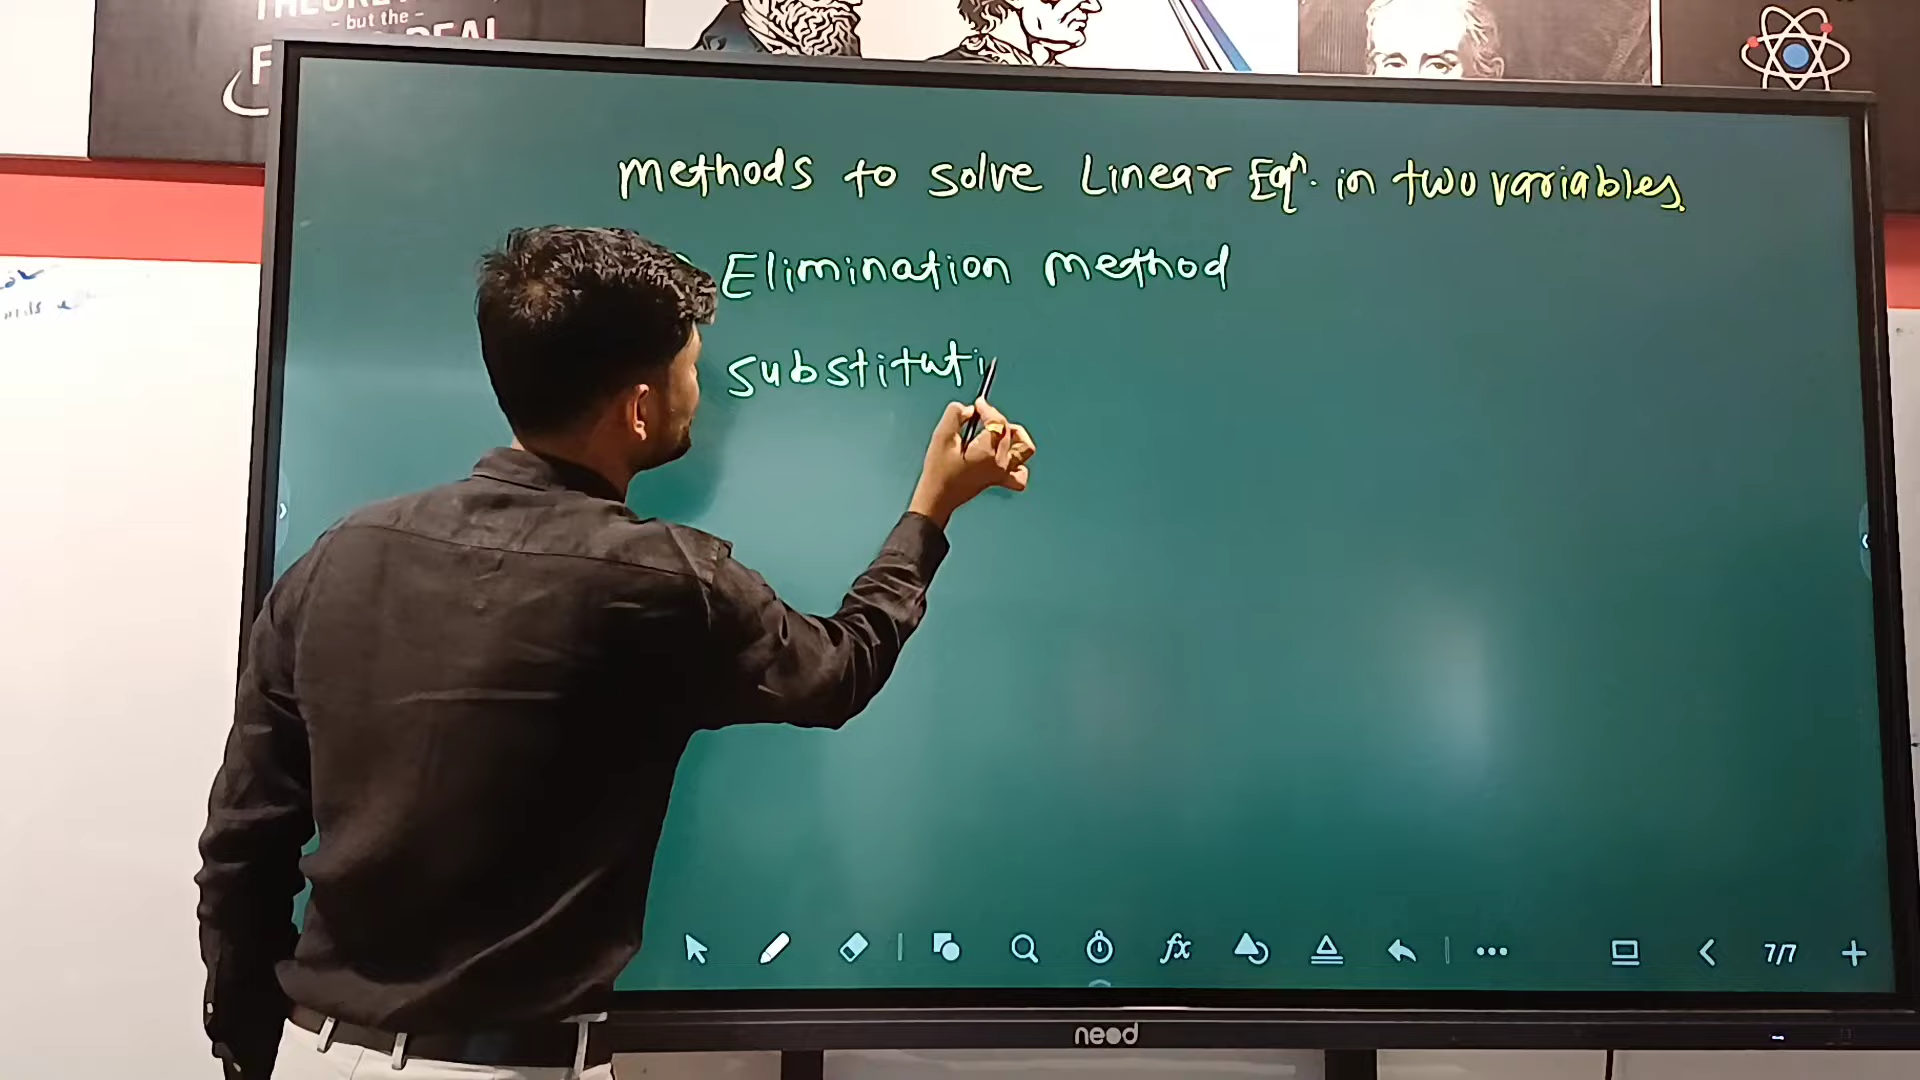 - but the -
methods to solve Linear Eqn. in two variables.
Elimination method
substituti
7/7
neod